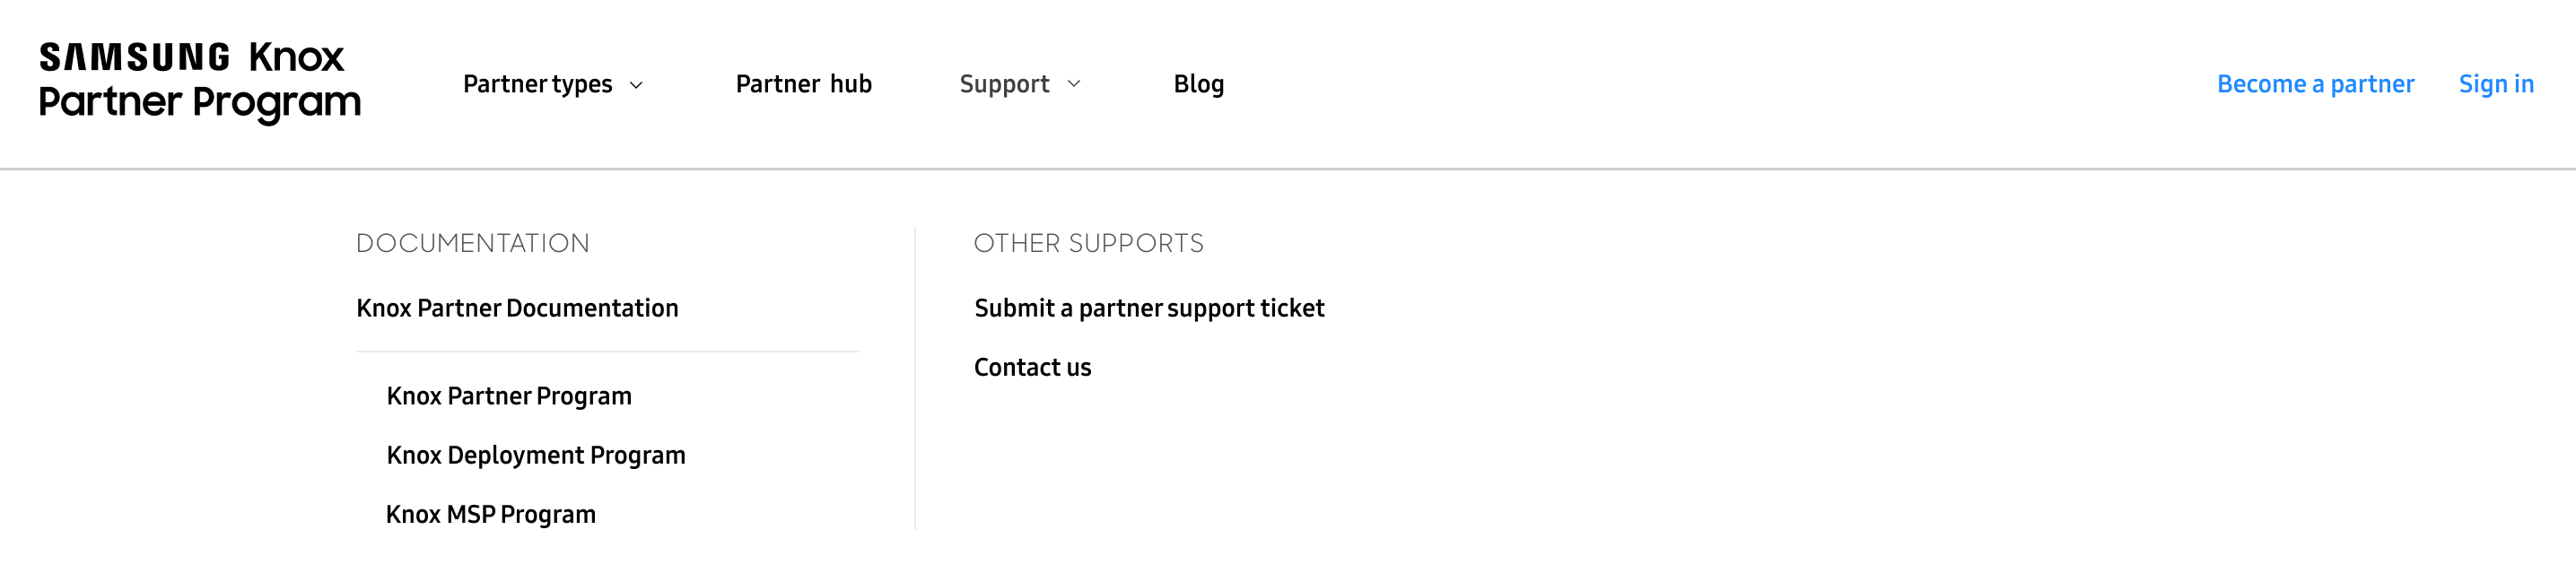 SAMSUNG Knox
Partner Program
Partner types
Partner hub
Support
Blog
Become a partner
Sign in
DOCUMENTATION
Knox Partner Documentation
Knox Partner Program
Knox Deployment Program
Knox MSP Program
OTHER SUPPORTS
Submit a partner support ticket
Contact us